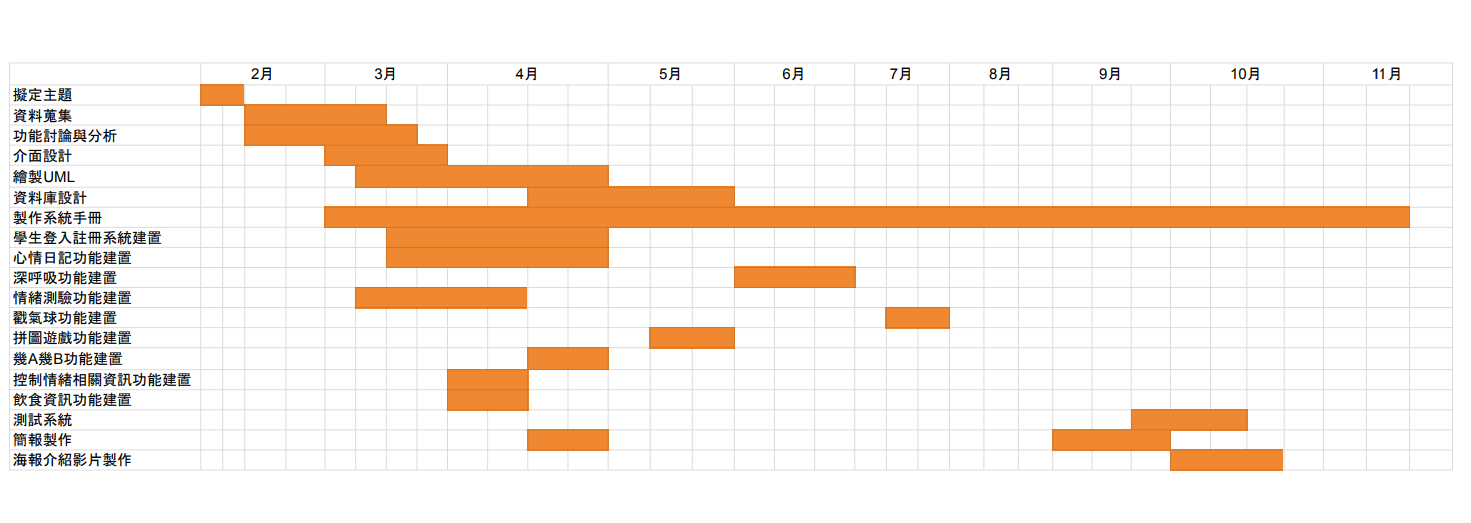 2月 3月 4月 5月 6月 7月 8月 9月 10月 11月
擬定主題
資料蒐集
功能討論與分析
介面設計
繪製UML
資料庫設計
製作系統手冊
學生登入註冊系統建置
心情日記功能建置
深呼吸功能建置
情緒測驗功能建置
戳氣球功能建置
拼圖遊戲功能建置
幾A幾B功能建置
控制情緒相關資訊功能建置
飲食資訊功能建置
測試系統
簡報製作
海報介紹影片製作